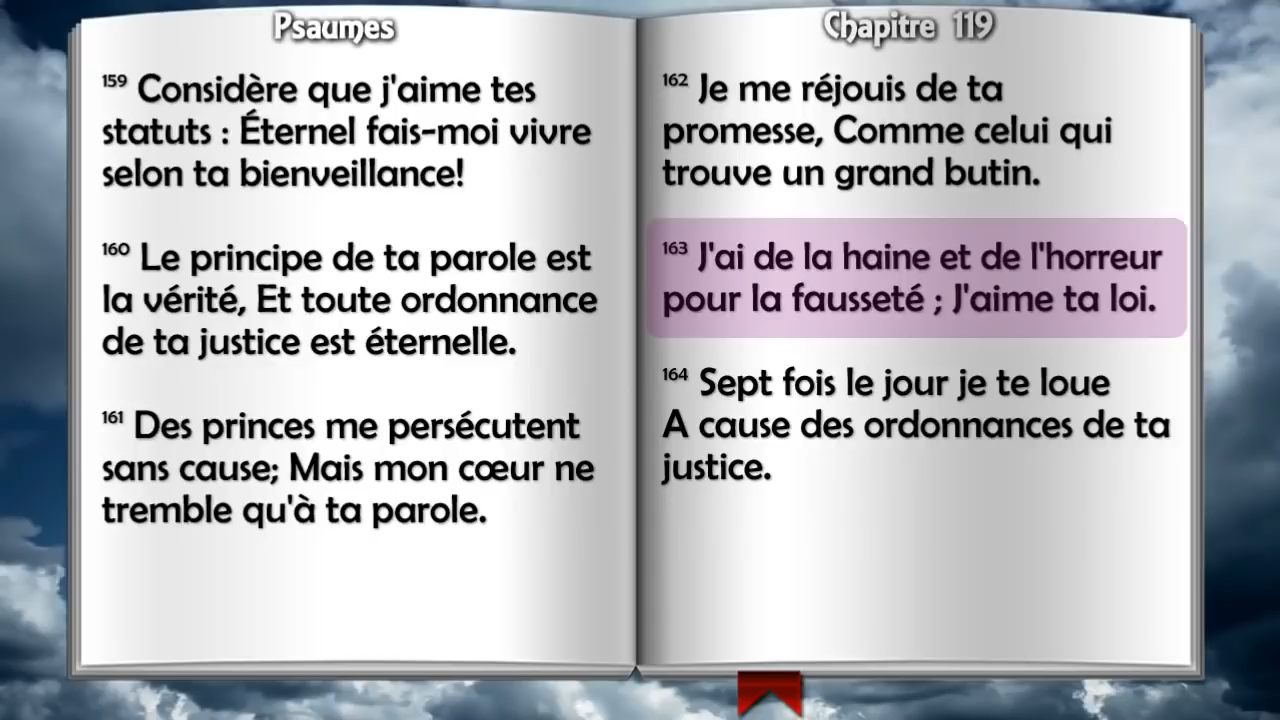 Psaumes
159 Considère que j'aime tes
statuts : Éternel fais-moi vivre
selon ta bienveillance!
160 Le principe de ta parole est
la vérité, Et toute ordonnance
de ta justice est éternelle.
161 Des princes me persécutent
sans cause; Mais mon cœur ne
tremble qu'à ta parole.
Chapitre 119
162 Je me réjouis de ta
promesse, Comme celui qui
trouve un grand butin.
163 J'ai de la haine et de l'horreur
pour la fausseté ; J'aime ta loi.
164 Sept fois le jour je te loue
A cause des ordonnances de ta
justice.